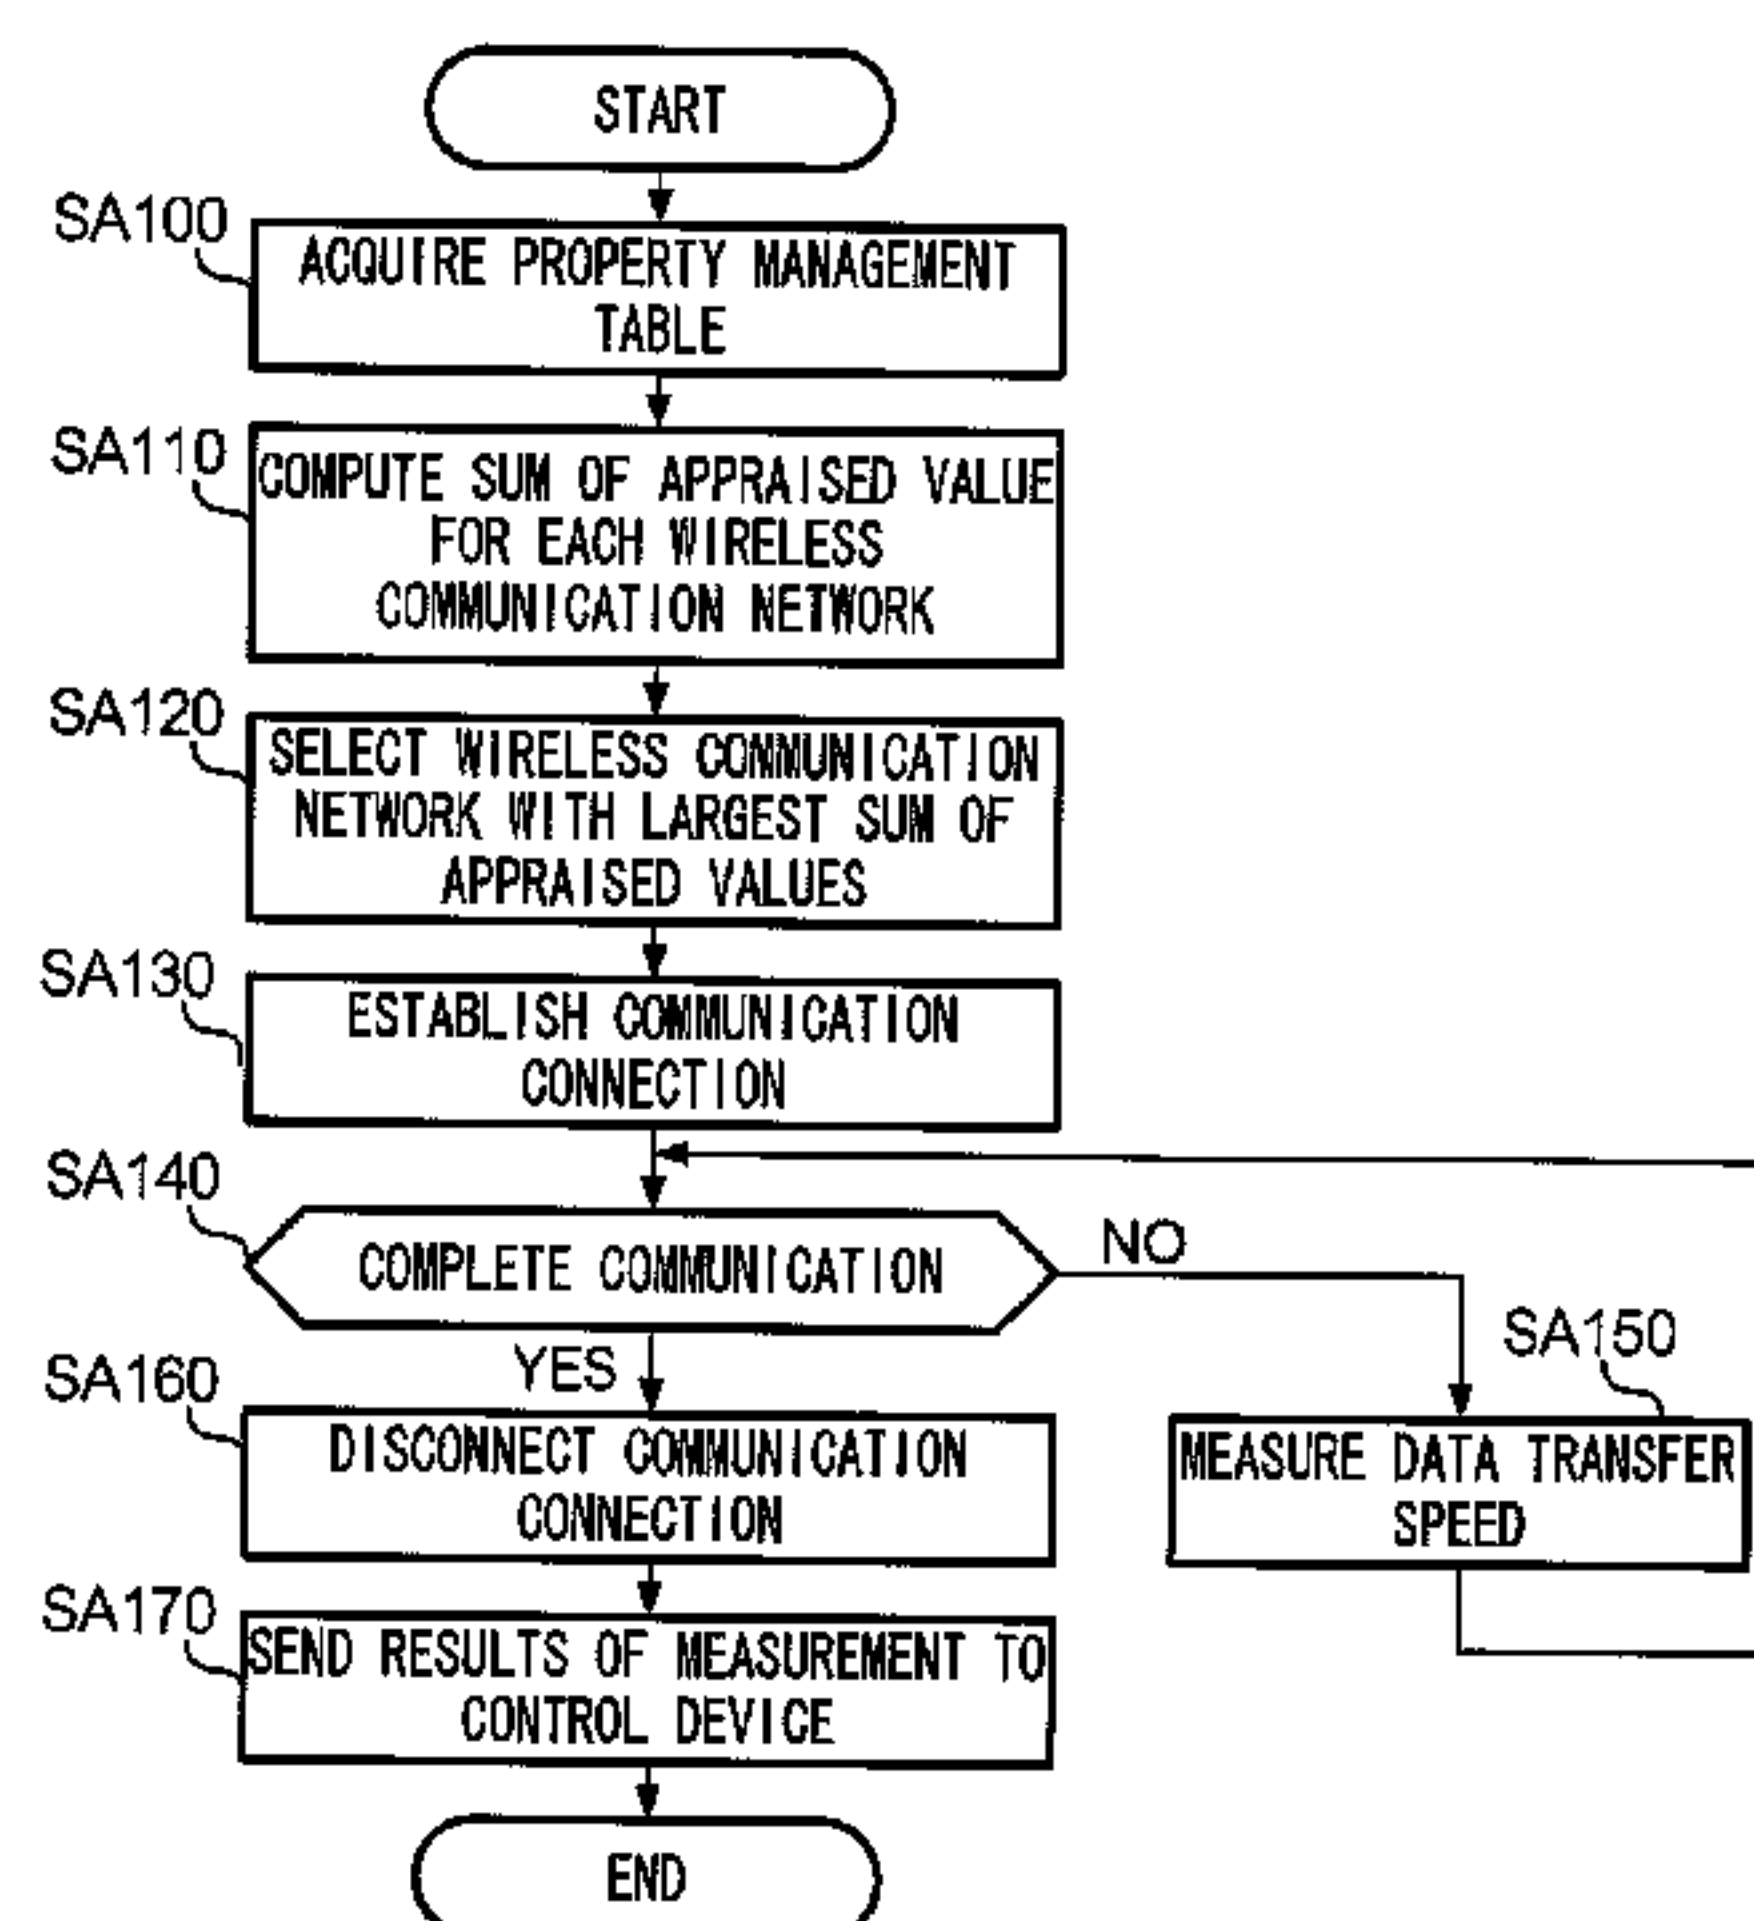 START
SA100
ACQUIRE PROPERTY MANAGEMENT
TABLE
SA110
COMPUTE SUM OF APPRAISED VALUE
FOR EACH WIRELESS
COMMUNICATION NETWORK
SA120
SELECT WIRELESS COMMUNICATION
NETWORK WITH LARGEST SUM OF
APPRAISED VALUES
SA130
ESTABLISH COMMUNICATION
CONNECTION
SA140
COMPLETE COMMUNICATION
NO
YES
SA150
MEASURE DATA TRANSFER
SPEED
SA160
DISCONNECT COMMUNICATION
CONNECTION
SA170
SEND RESULTS OF MEASUREMENT TO
CONTROL DEVICE
END